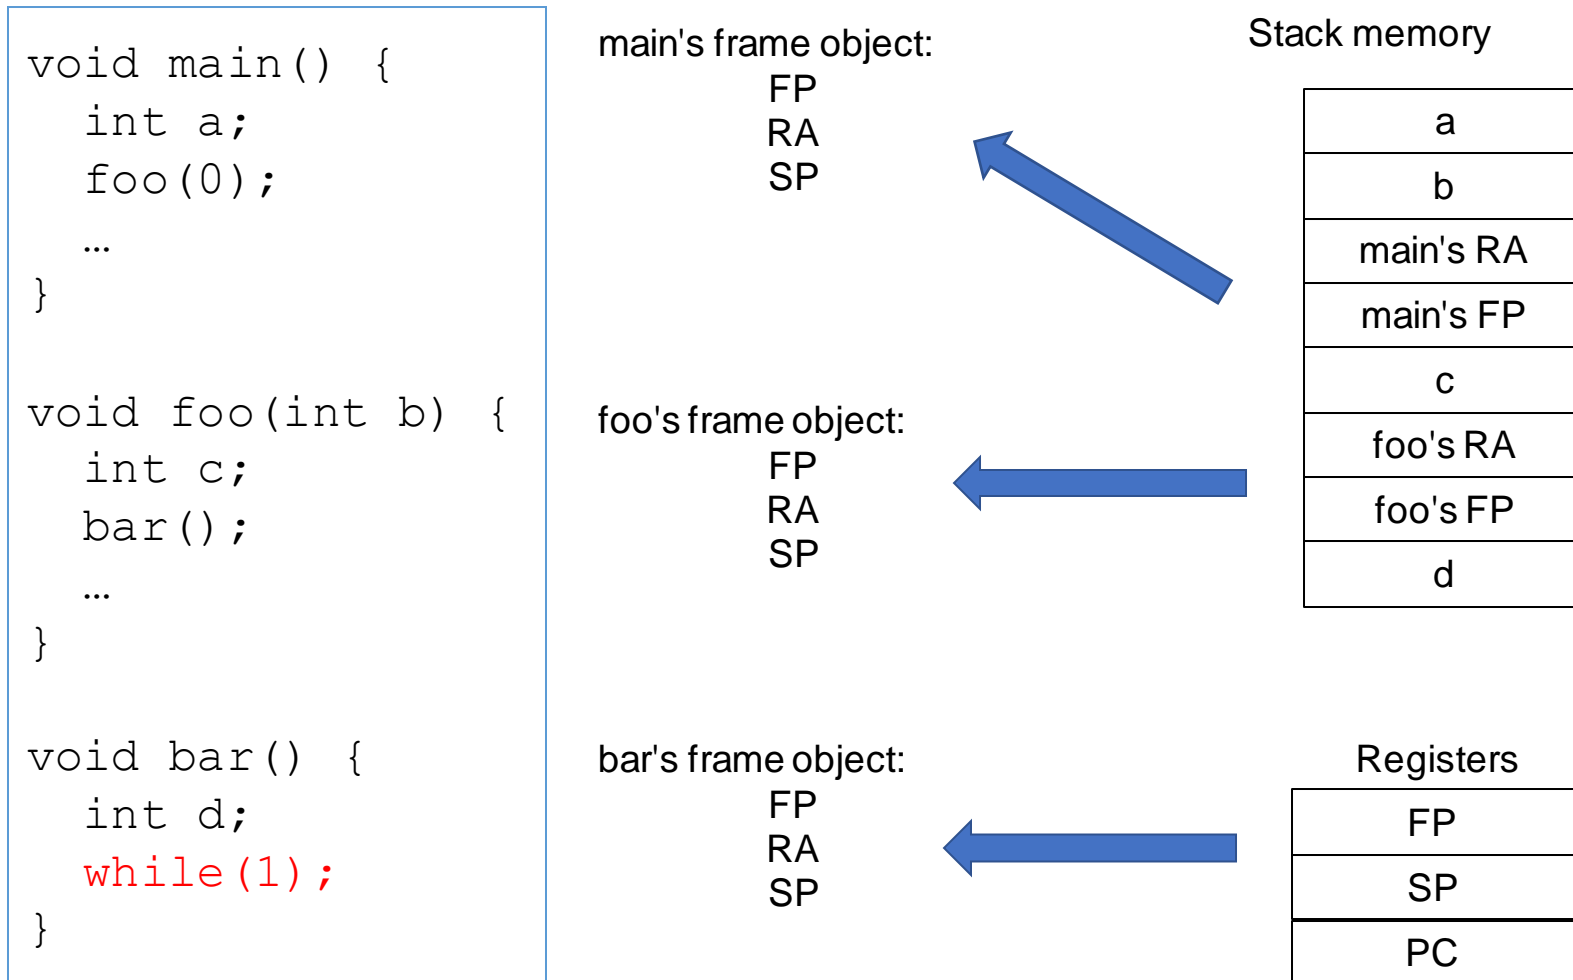 void main() {
int a;
foo(0);
…
}
void foo(int b) {
int c;
bar();
…
}
void bar() {
int d;
while(1);
}
main's frame object:
FP
RA
SP
foo's frame object:
FP
RA
SP
bar's frame object:
FP
RA
SP
Stack memory
a
b
main's RA
main's FP
c
foo's RA
foo's FP
d
Registers
FP
SP
PC